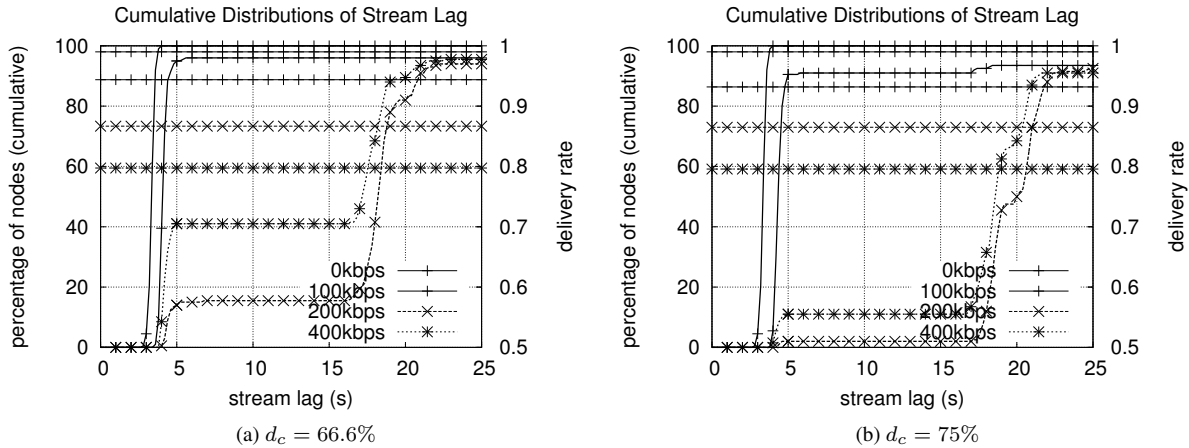 Cumulative Distributions of Stream Lag
100
80
60
40
20
0
percentage of nodes (cumulative)
1
0.9
0.8
0.7
0.6
0.5
delivery rate
0kbps
100kbps
200kbps
400kbps
0 5 10 15 20 25
stream lag (s)
(a) d_c = 66.6%
Cumulative Distributions of Stream Lag
100
80
60
40
20
0
percentage of nodes (cumulative)
1
0.9
0.8
0.7
0.6
0.5
delivery rate
0kbps
100kbps
200kbps
400kbps
0 5 10 15 20 25
stream lag (s)
(b) d_c = 75%